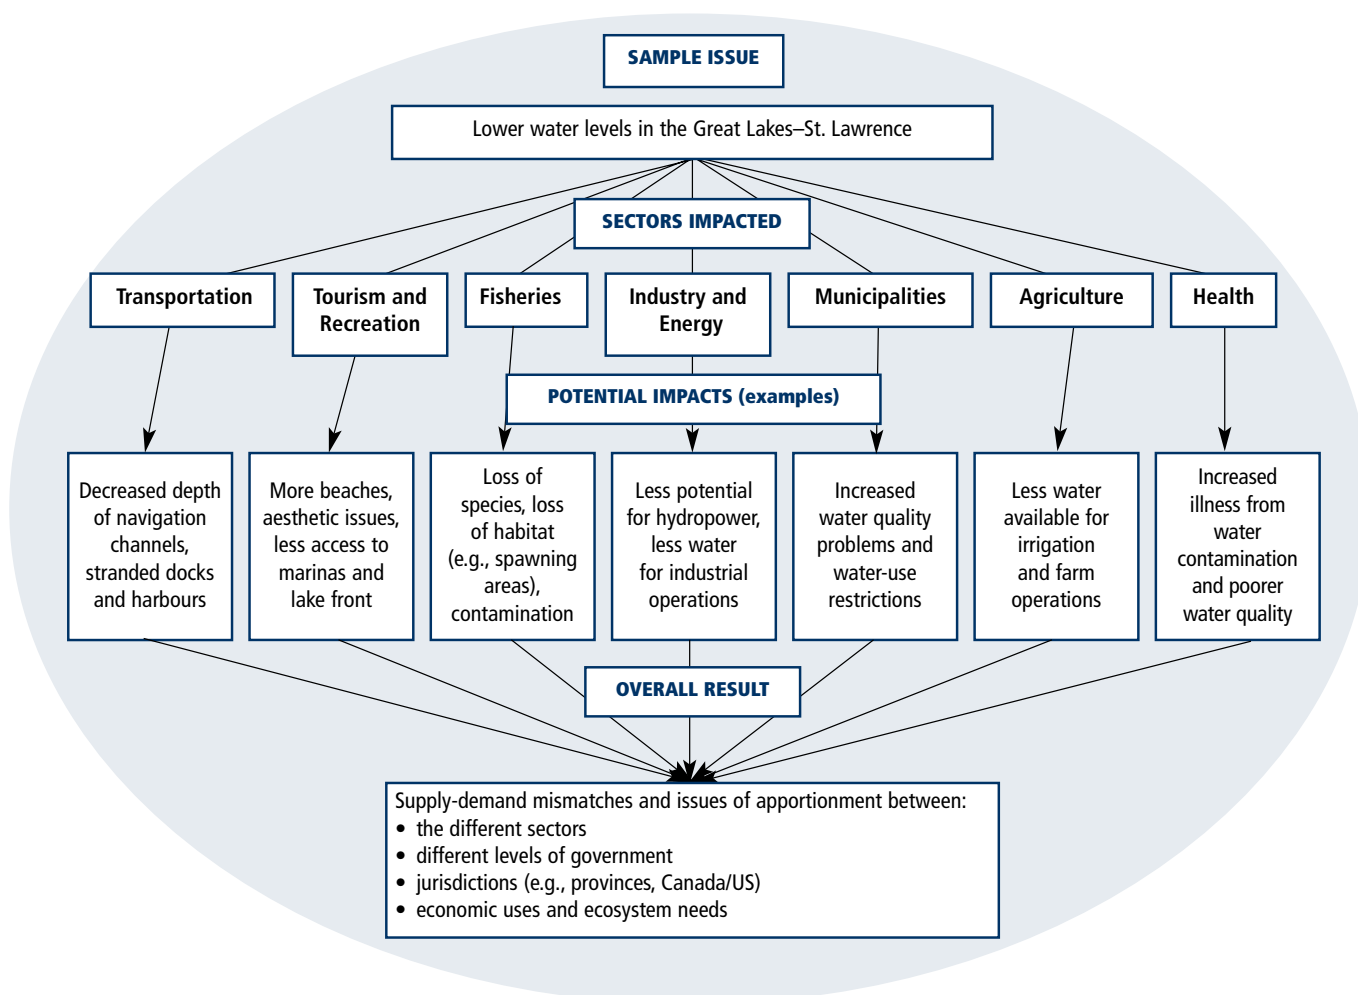 SAMPLE ISSUE
Lower water levels in the Great Lakes–St. Lawrence
SECTORS IMPACTED
Transportation
Tourism and
Recreation
Fisheries
Industry and
Energy
Municipalities
Agriculture
Health
POTENTIAL IMPACTS (examples)
Decreased depth
of navigation
channels,
stranded docks
and harbours
More beaches,
aesthetic issues,
less access to
marinas and
lake front
Loss of
species, loss
of habitat
(e.g., spawning
areas),
contamination
Less potential
for hydropower,
less water
for industrial
operations
Increased
water quality
problems and
water-use
restrictions
Less water
available for
irrigation
and farm
operations
Increased
illness from
water
contamination
and poorer
water quality
OVERALL RESULT
Supply-demand mismatches and issues of apportionment between:
• the different sectors
• different levels of government
• jurisdictions (e.g., provinces, Canada/US)
• economic uses and ecosystem needs